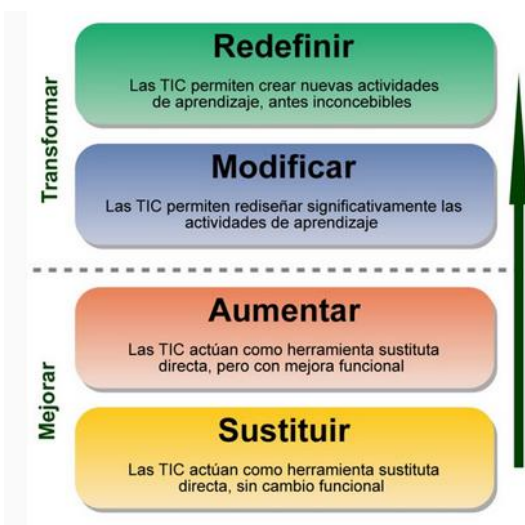 Transformar
Redefinir
Las TIC permiten crear nuevas actividades
de aprendizaje, antes inconcebibles
Modificar
Las TIC permiten rediseñar significativamente las
actividades de aprendizaje
Mejorar
Aumentar
Las TIC actúan como herramienta sustituta
directa, pero con mejora funcional
Sustituir
Las TIC actúan como herramienta sustituta
directa, sin cambio funcional